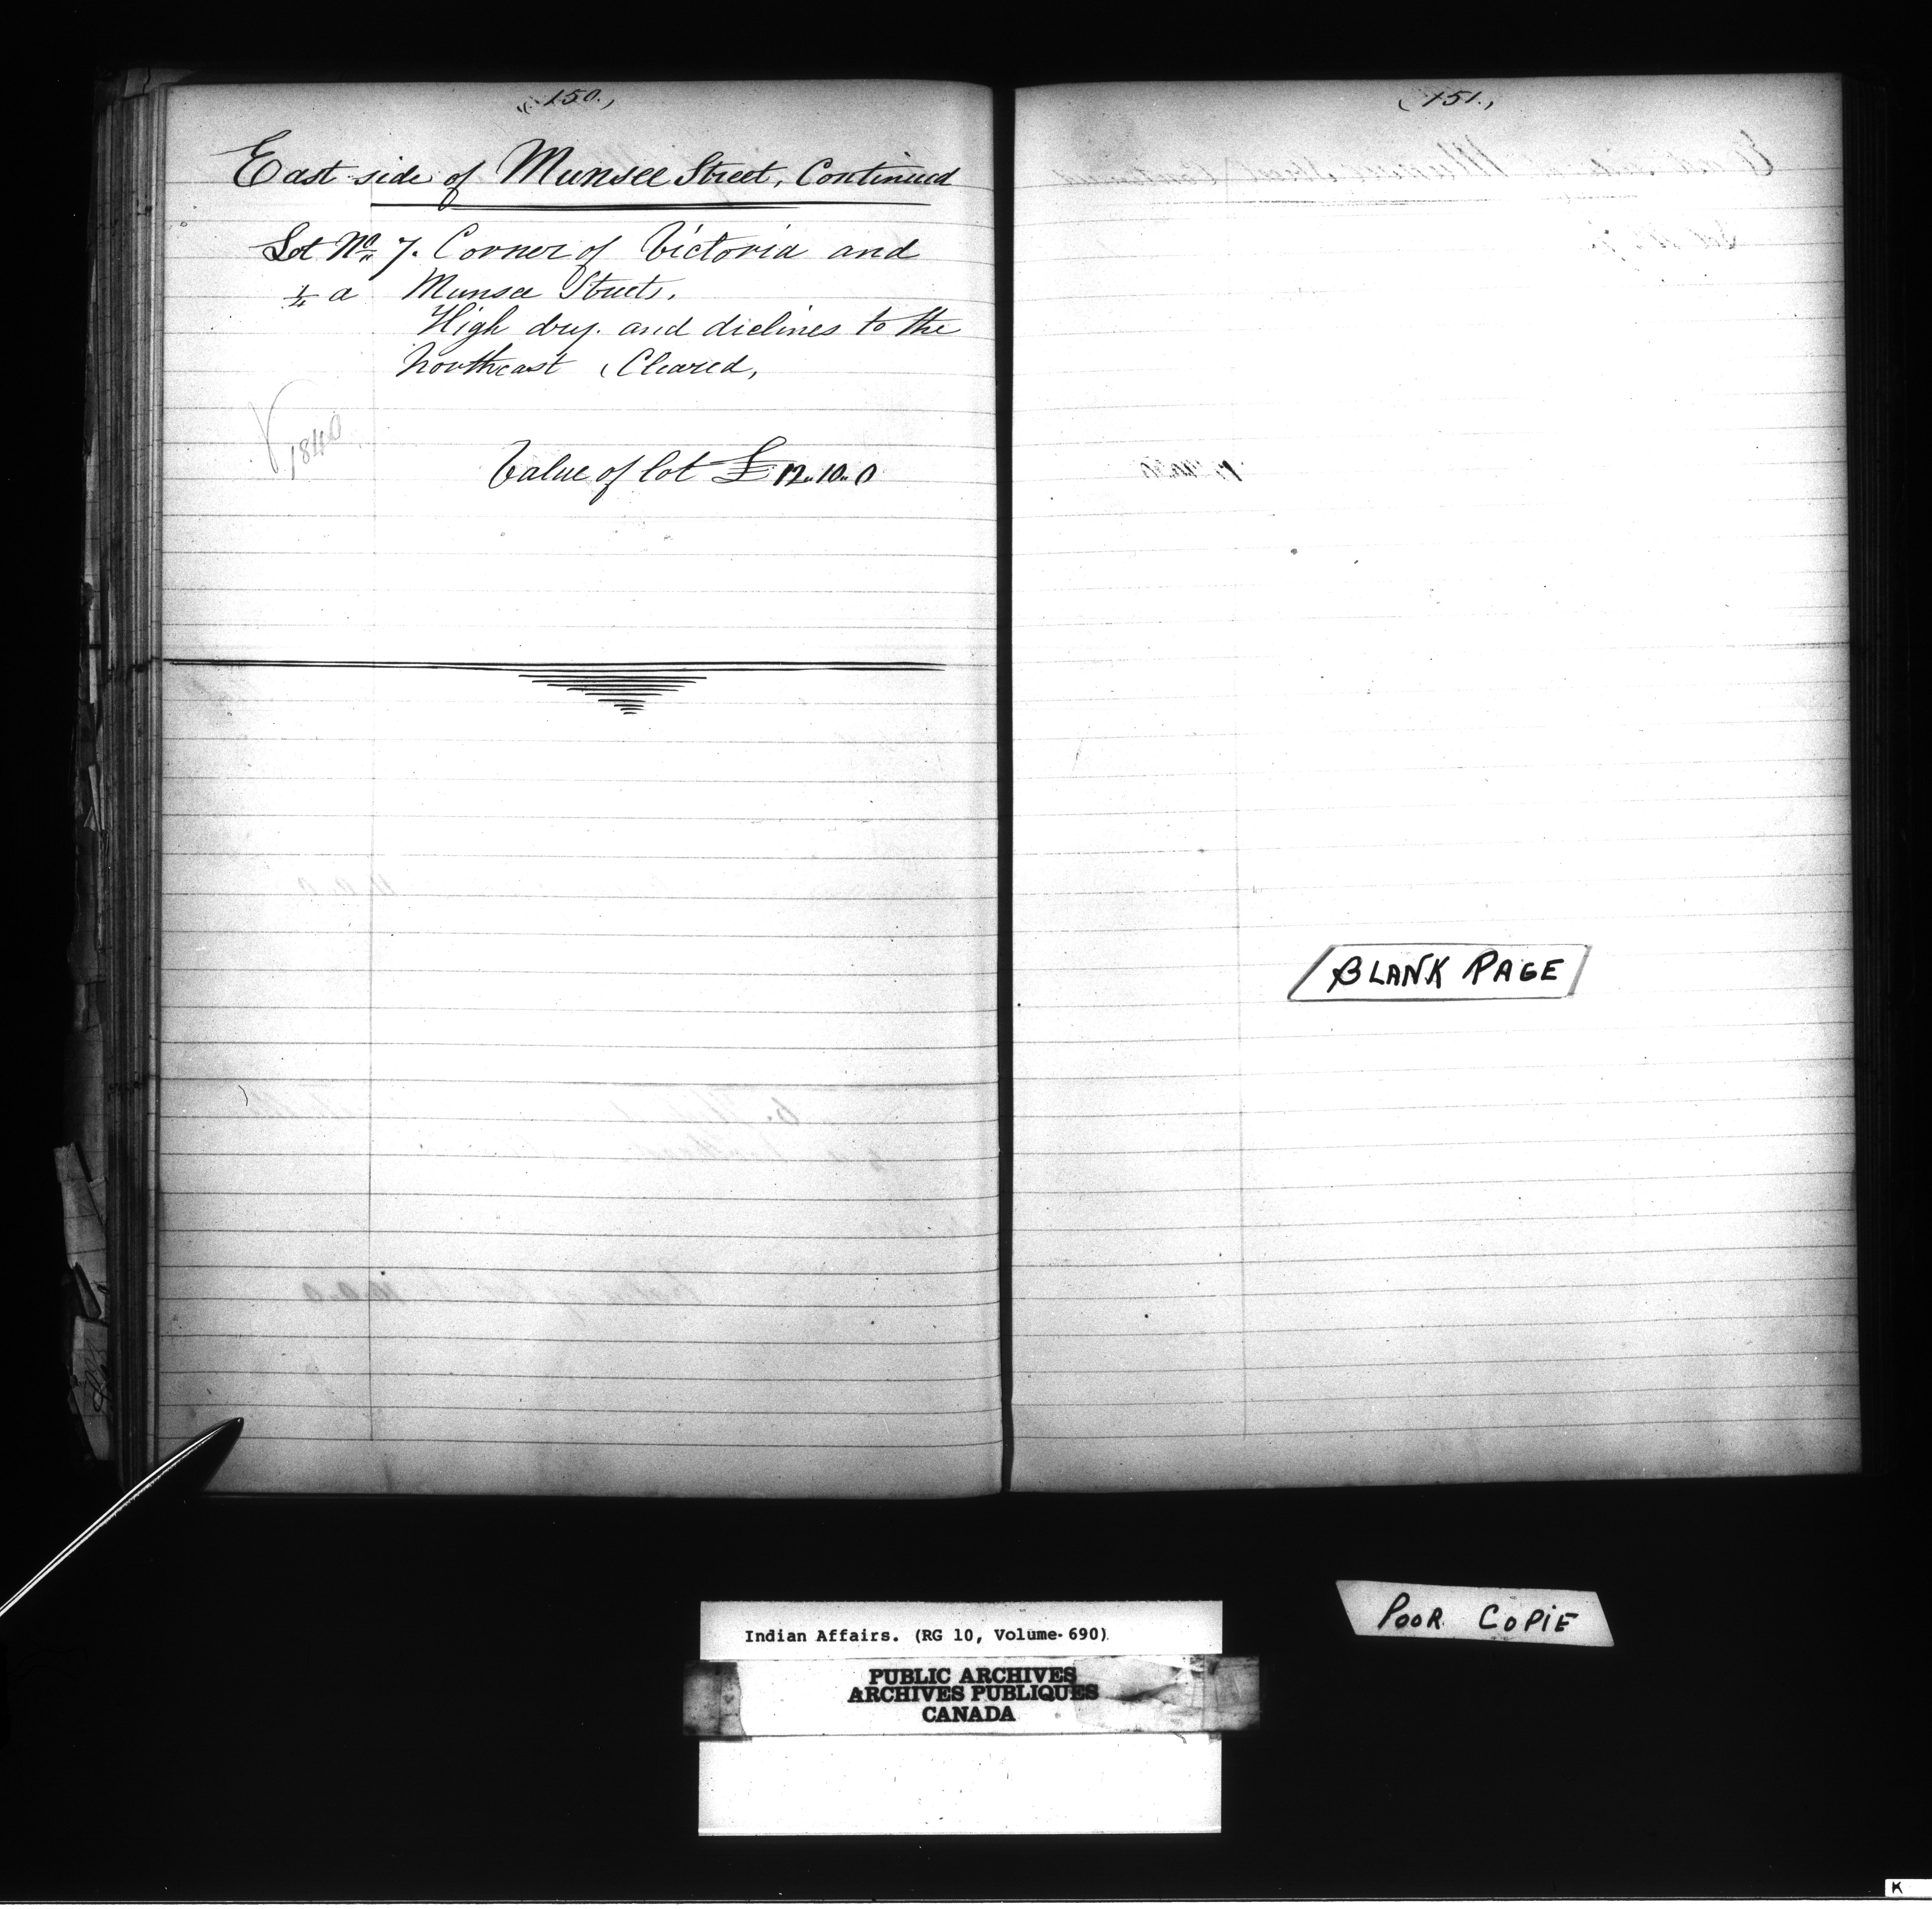 (150.)
East side of Munsee Street, Continued
Lot No 7. Corner of Victoria and
1/4 a Munsee Streets.
High dry. and declines to the
Northeast, Cleared,
1840
Value of lot £12..10..0
(151.)
BLANK PAGE
POOR COPIE
Indian Affairs. (RG 10, Volume 690)
PUBLIC ARCHIVES
ARCHIVES PUBLIQUES
CANADA
K